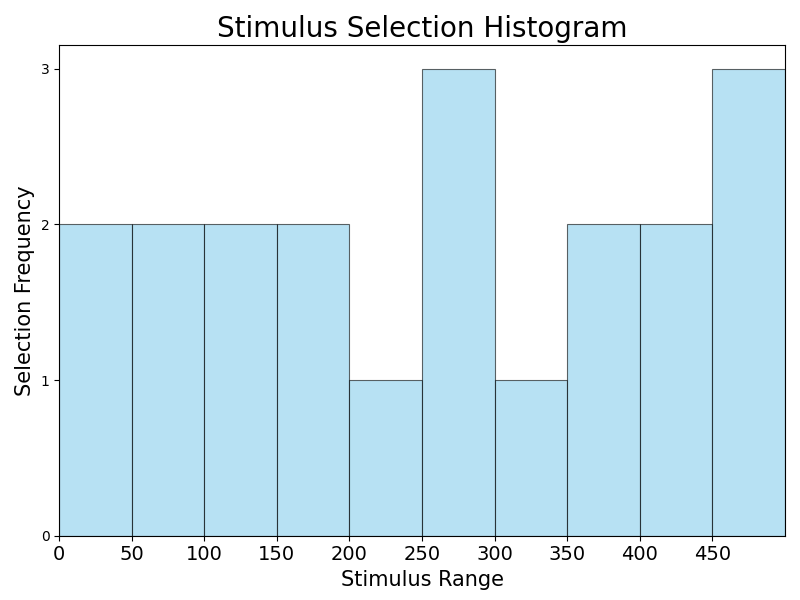 Stimulus Selection Histogram
Selection Frequency
3
2
1
0
0 50 100 150 200 250 300 350 400 450
Stimulus Range